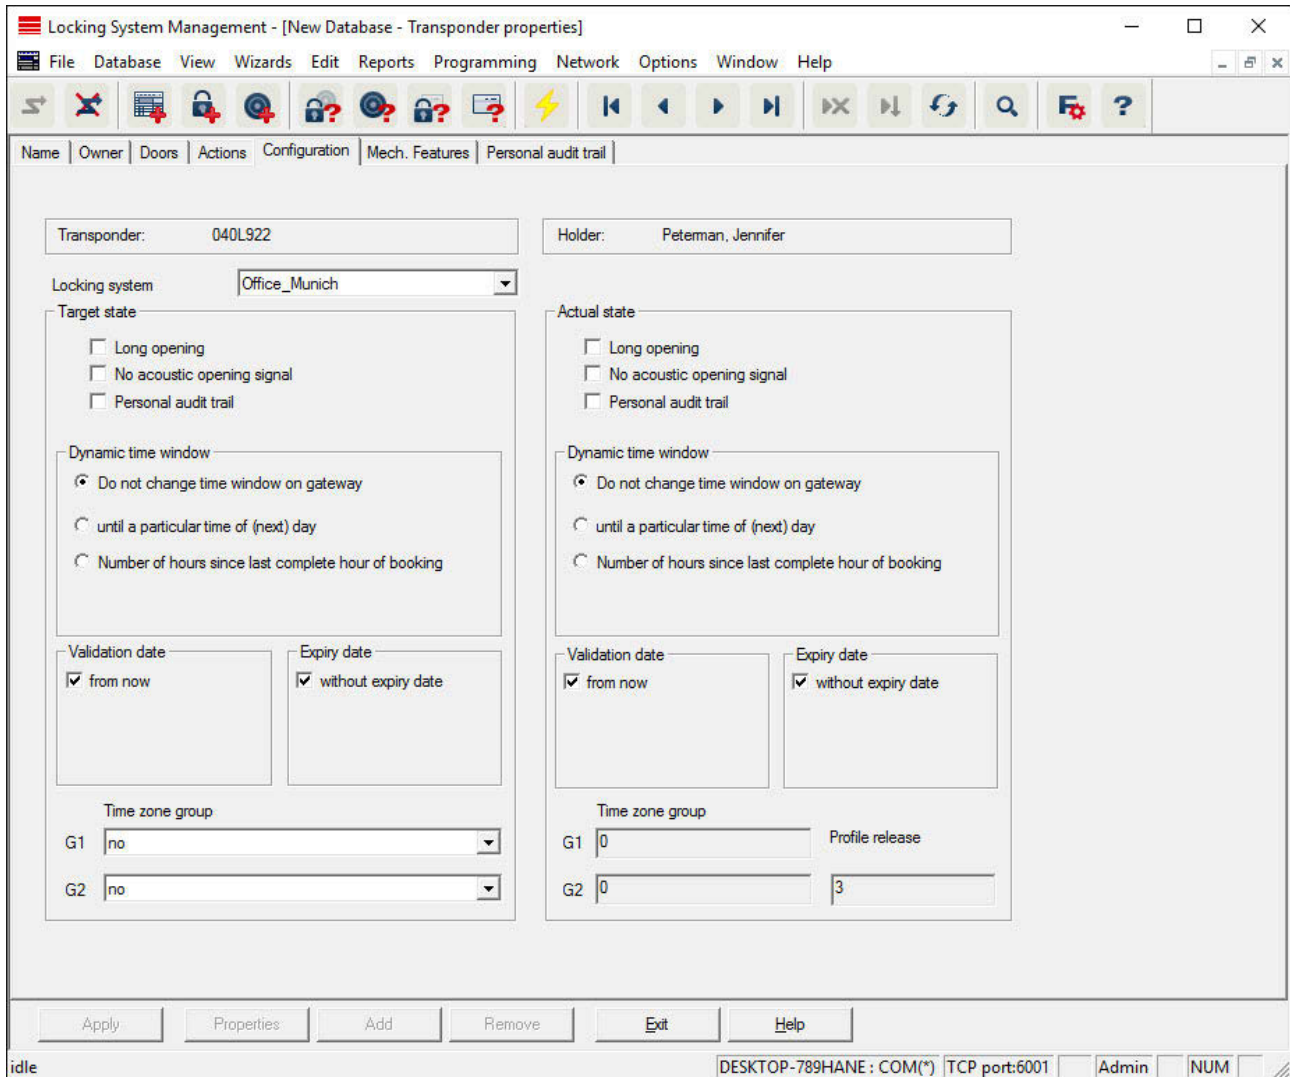 Locking System Management - [New Database - Transponder properties]
File Database View Wizards Edit Reports Programming Network Options Window Help
Name Owner Doors Actions Configuration Mech. Features Personal audit trail
Transponder: 040L922 Holder: Peterman, Jennifer
Locking system Office_Munich
Target state
Long opening
No acoustic opening signal
Personal audit trail
Dynamic time window
Do not change time window on gateway
until a particular time of (next) day
Number of hours since last complete hour of booking
Validation date
from now
Expiry date
without expiry date
Time zone group
G1 no
G2 no
Actual state
Long opening
No acoustic opening signal
Personal audit trail
Dynamic time window
Do not change time window on gateway
until a particular time of (next) day
Number of hours since last complete hour of booking
Validation date
from now
Expiry date
without expiry date
Time zone group
G1 0
Profile release
G2 0
3
Apply Properties Add Remove Exit Help
idle DESKTOP-789HANE : COM(*) TCP port:6001 Admin NUM